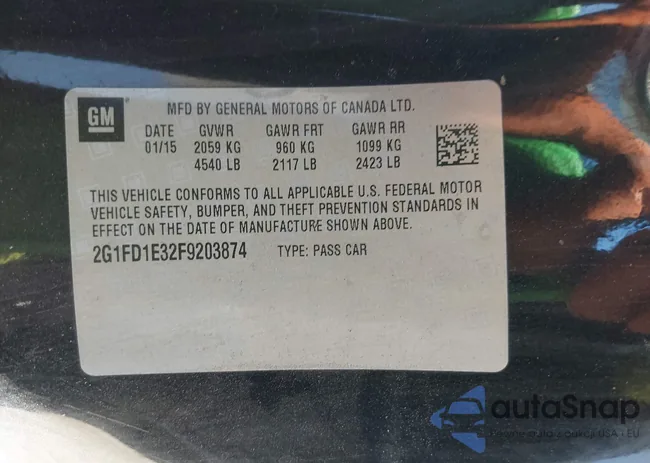 GM
MFD BY GENERAL MOTORS OF CANADA LTD.
DATE GVWR GAWR FRT GAWR RR
01/15 2059 KG 960 KG 1099 KG
4540 LB 2117 LB 2423 LB
THIS VEHICLE CONFORMS TO ALL APPLICABLE U.S. FEDERAL MOTOR
VEHICLE SAFETY, BUMPER, AND THEFT PREVENTION STANDARDS IN
EFFECT ON THE DATE OF MANUFACTURE SHOWN ABOVE.
2G1FD1E32F9203874 TYPE: PASS CAR
autoSnap
USA - EU